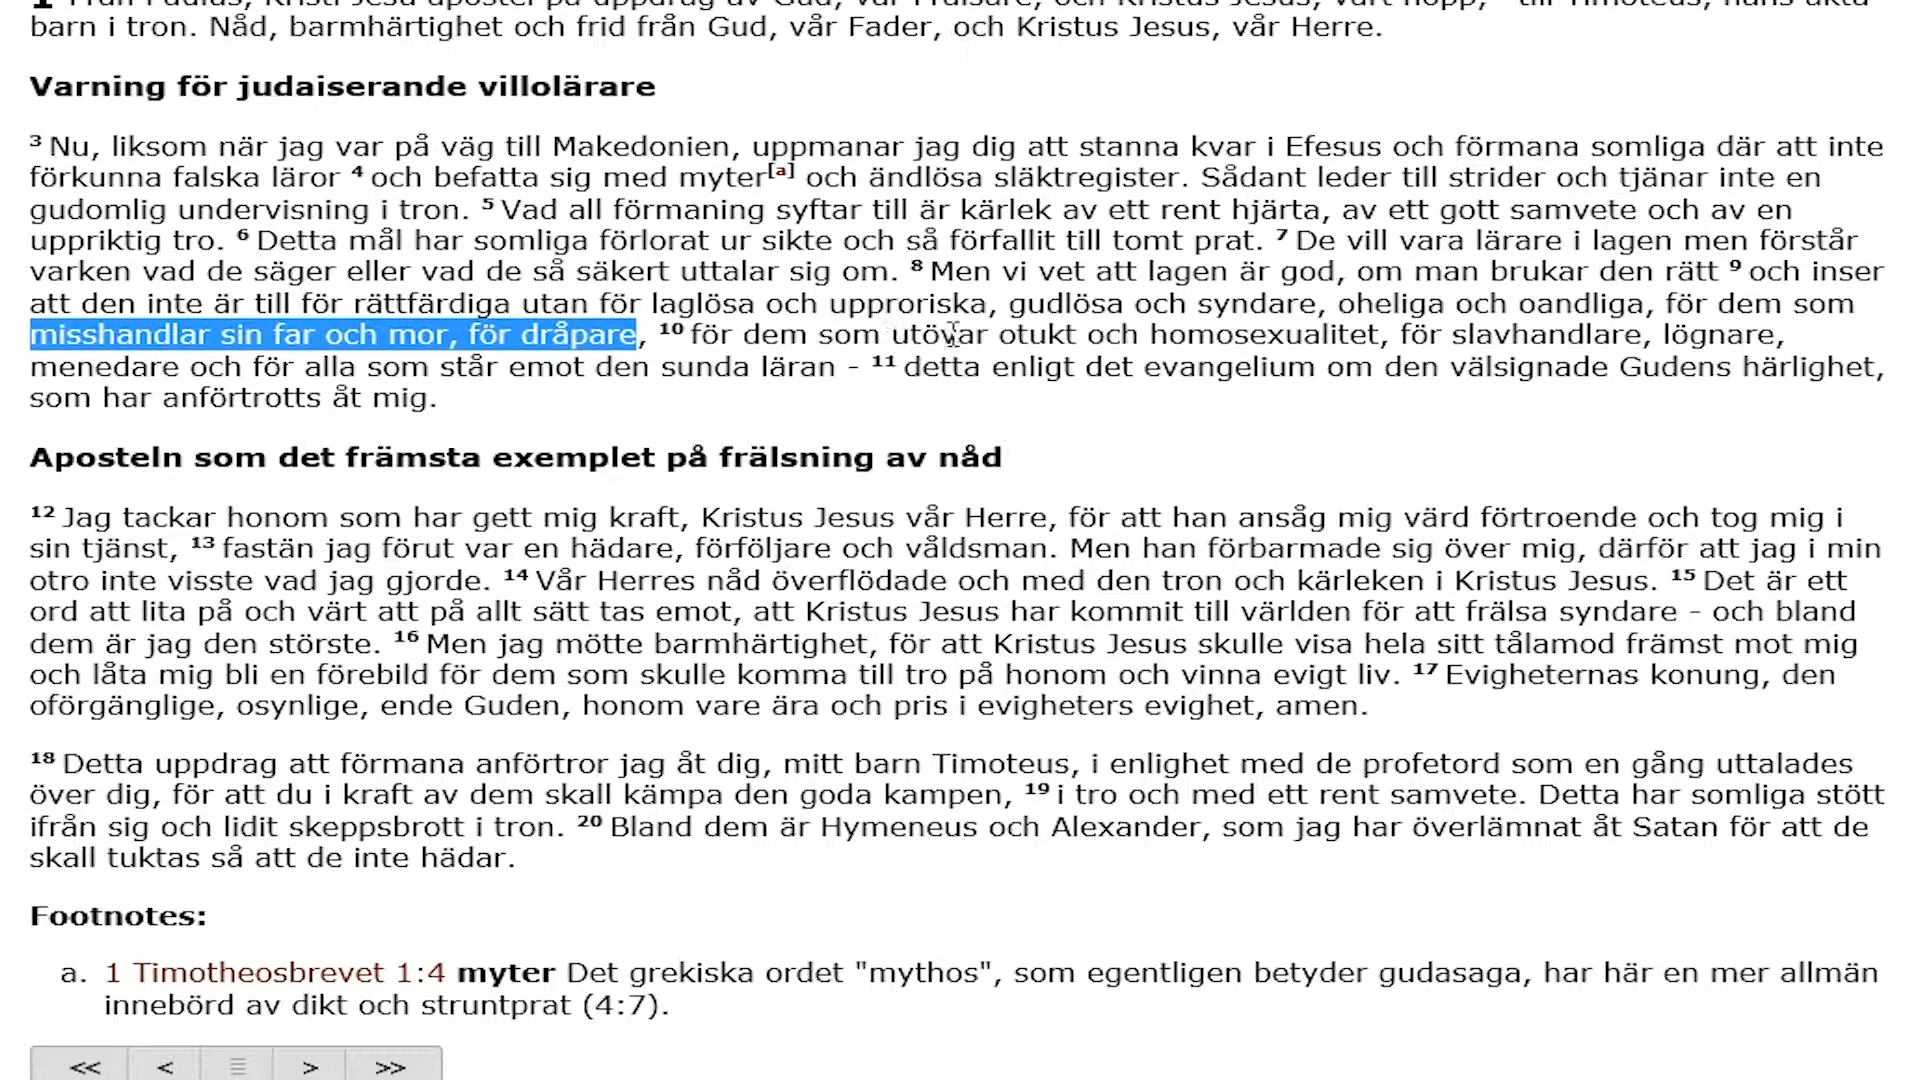 1 Från Paulus, Kristi Jesu apostel på uppdrag av Gud, vår Frälsare, och Kristus Jesus, vårt hopp, till Timoteus, hans äkta
barn i tron. Nåd, barmhärtighet och frid från Gud, vår Fader, och Kristus Jesus, vår Herre.
Varning för judaiserande villolärare
3 Nu, liksom när jag var på väg till Makedonien, uppmanar jag dig att stanna kvar i Efesus och förmana somliga där att inte
förkunna falska läror 4 och befatta sig med myter[a] och ändlösa släktregister. Sådant leder till strider och tjänar inte en
gudomlig undervisning i tron. 5 Vad all förmaning syftar till är kärlek av ett rent hjärta, av ett gott samvete och av en
uppriktig tro. 6 Detta mål har somliga förlorat ur sikte och så förfallit till tomt prat. 7 De vill vara lärare i lagen men förstår
varken vad de säger eller vad de så säkert uttalar sig om. 8 Men vi vet att lagen är god, om man brukar den rätt 9 och inser
att den inte är till för rättfärdiga utan för laglösa och upproriska, gudlösa och syndare, oheliga och oandliga, för dem som
misshandlar sin far och mor, för dråpare, 10 för dem som utövar otukt och homosexualitet, för slavhandlare, lögnare,
menedare och för alla som står emot den sunda läran - 11 detta enligt det evangelium om den välsignade Gudens härlighet,
som har anförtrotts åt mig.
Aposteln som det främsta exemplet på frälsning av nåd
12 Jag tackar honom som har gett mig kraft, Kristus Jesus vår Herre, för att han ansåg mig värd förtroende och tog mig i
sin tjänst, 13 fastän jag förut var en hädare, förföljare och våldsman. Men han förbarmade sig över mig, därför att jag i min
otro inte visste vad jag gjorde. 14 Vår Herres nåd överflödade och med den tron och kärleken i Kristus Jesus. 15 Det är ett
ord att lita på och värt att på allt sätt tas emot, att Kristus Jesus har kommit till världen för att frälsa syndare - och bland
dem är jag den störste. 16 Men jag mötte barmhärtighet, för att Kristus Jesus skulle visa hela sitt tålamod främst mot mig
och låta mig bli en förebild för dem som skulle komma till tro på honom och vinna evigt liv. 17 Evigheternas konung, den
oförgänglige, osynlige, ende Guden, honom vare ära och pris i evigheters evighet, amen.
18 Detta uppdrag att förmana anförtror jag åt dig, mitt barn Timoteus, i enlighet med de profetord som en gång uttalades
över dig, för att du i kraft av dem skall kämpa den goda kampen, 19 i tro och med ett rent samvete. Detta har somliga stött
ifrån sig och lidit skeppsbrott i tron. 20 Bland dem är Hymeneus och Alexander, som jag har överlämnat åt Satan för att de
skall tuktas så att de inte hädar.
Footnotes:
a. 1 Timotheosbrevet 1:4 myter Det grekiska ordet "mythos", som egentligen betyder gudasaga, har här en mer allmän
innebörd av dikt och struntprat (4:7).
<< < ≡ > >>